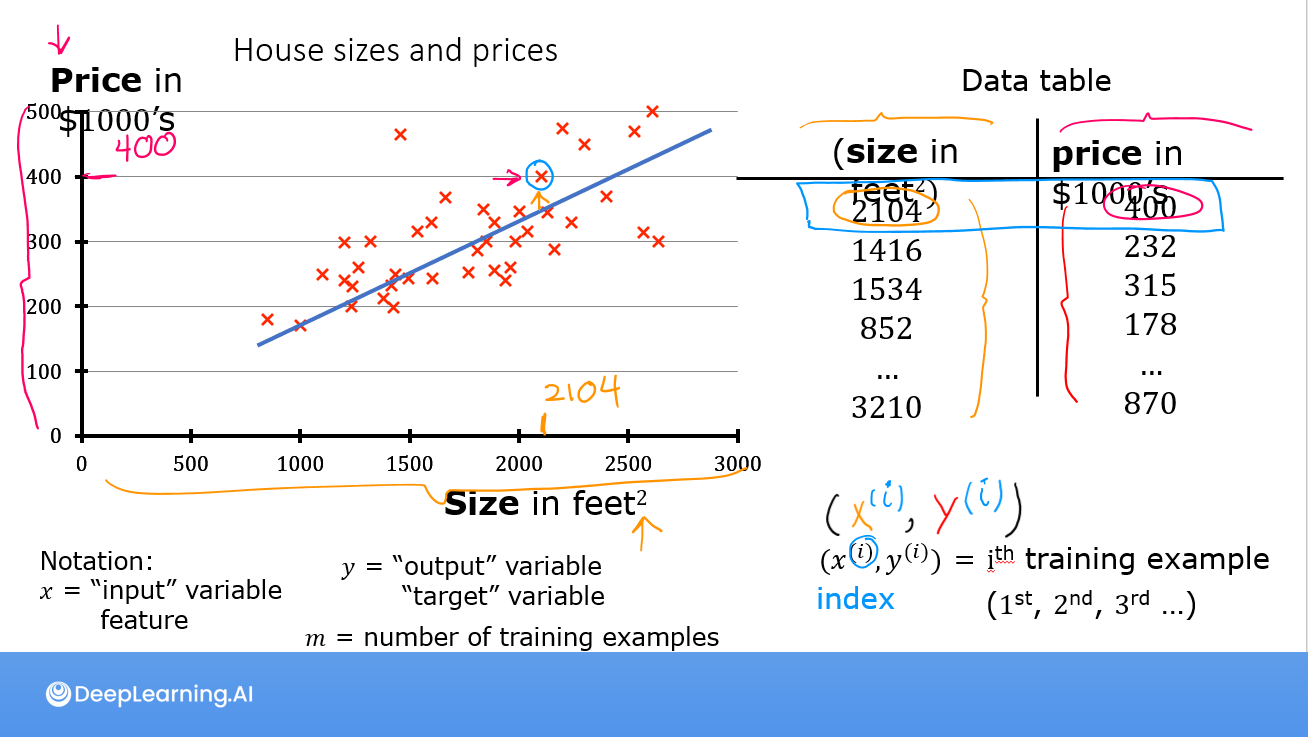 House sizes and prices
Price in
$1000's
400
500
400
300
200
100
0
0 500 1000 1500 2000 2500 3000
2104
Size in feet²
Data table
(size in
feet²)
price in
$1000's
2104 400
1416 232
1534 315
852 178
... ...
3210 870
(x⁽ⁱ⁾, y⁽ⁱ⁾)
(x⁽ⁱ⁾, y⁽ⁱ⁾) = iᵗʰ training example
index
(1ˢᵗ, 2ⁿᵈ, 3ʳᵈ ...)
Notation:
x = “input” variable
feature
y = “output” variable
“target” variable
m = number of training examples
DeepLearning.AI